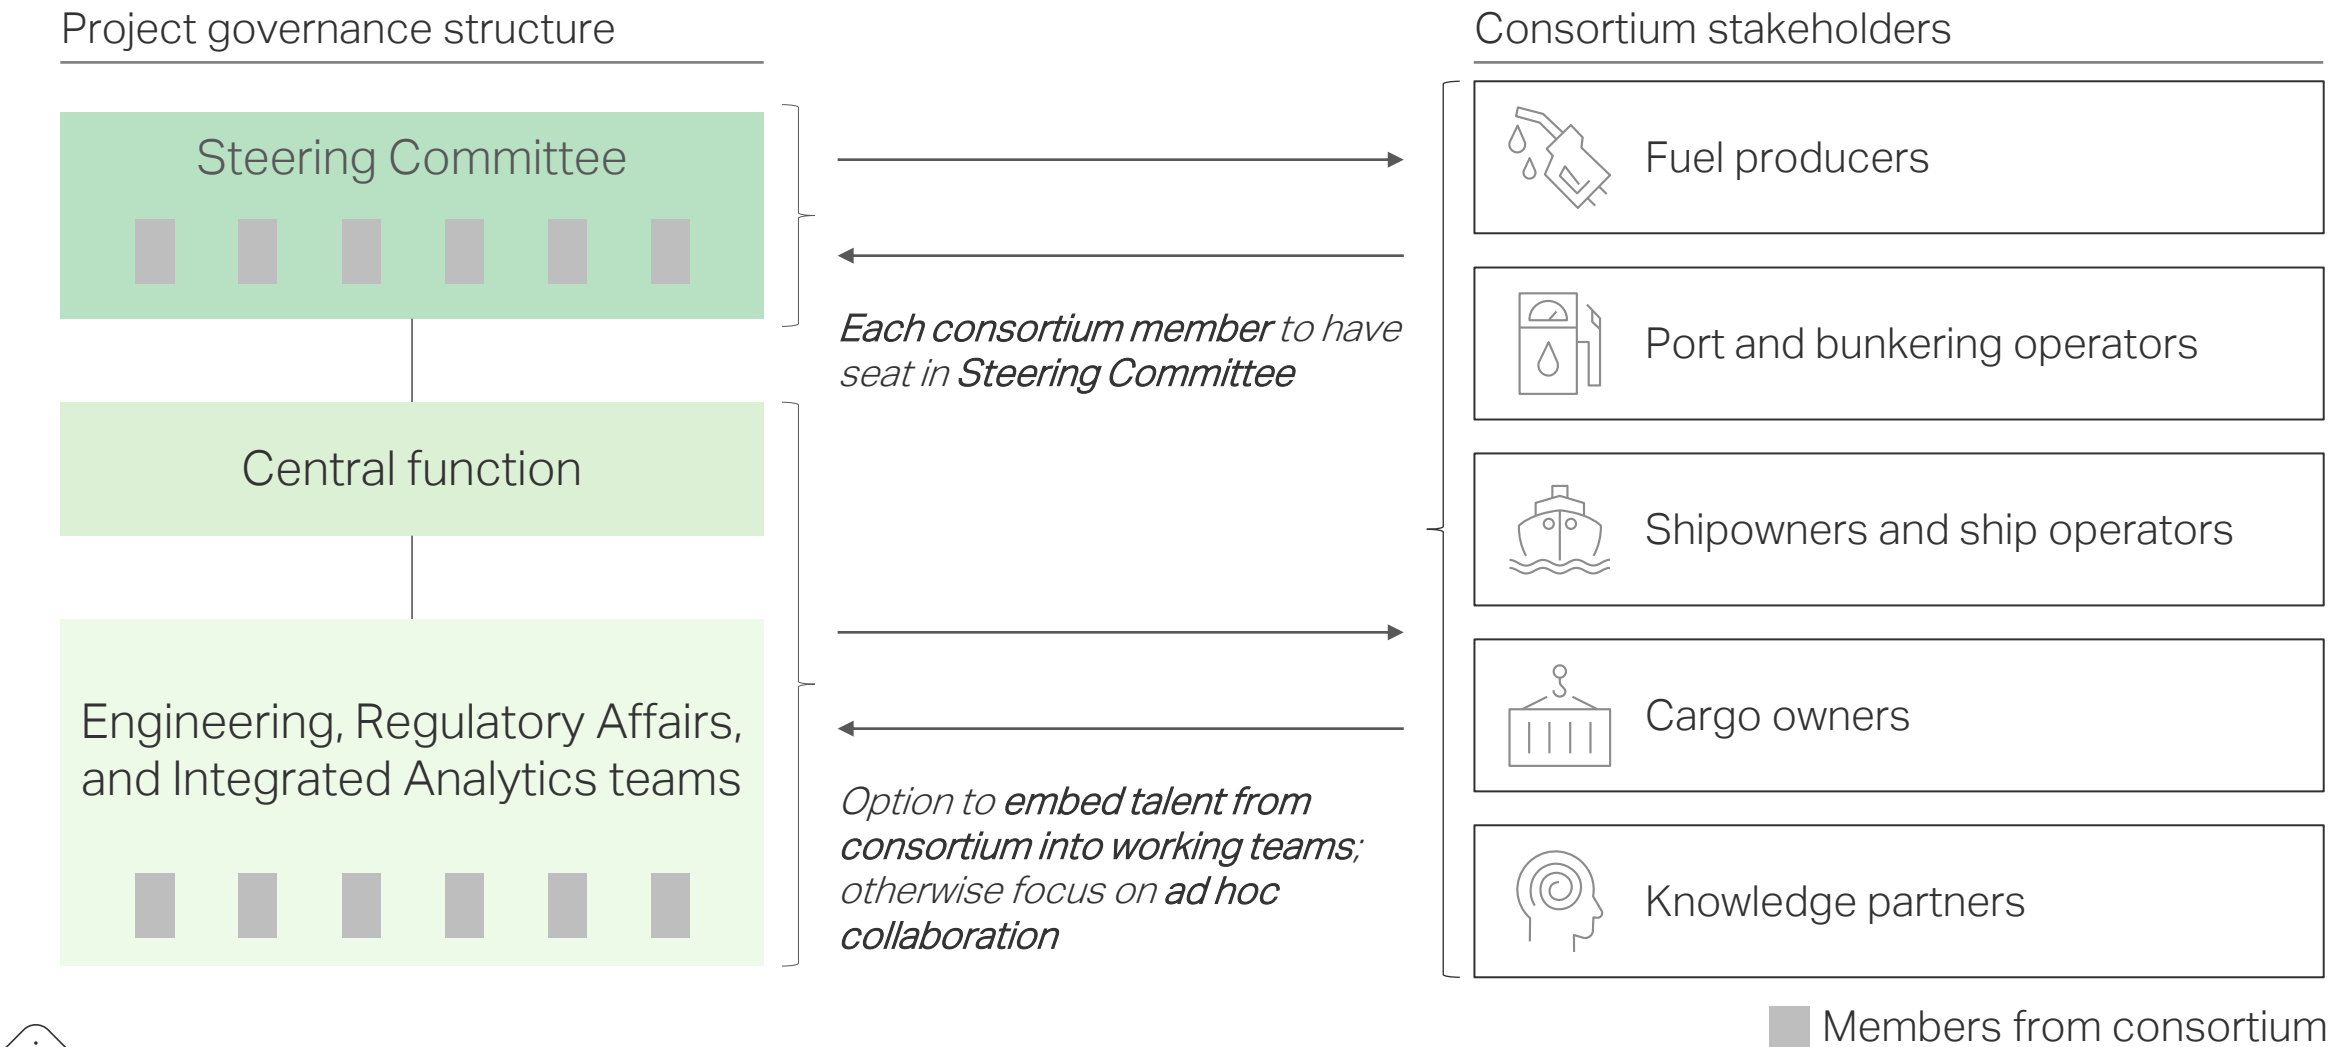 Project governance structure
Steering Committee
Central function
Engineering, Regulatory Affairs,
and Integrated Analytics teams
Each consortium member to have
seat in Steering Committee
Option to embed talent from
consortium into working teams;
otherwise focus on ad hoc
collaboration
Consortium stakeholders
Fuel producers
Port and bunkering operators
Shipowners and ship operators
Cargo owners
Knowledge partners
Members from consortium